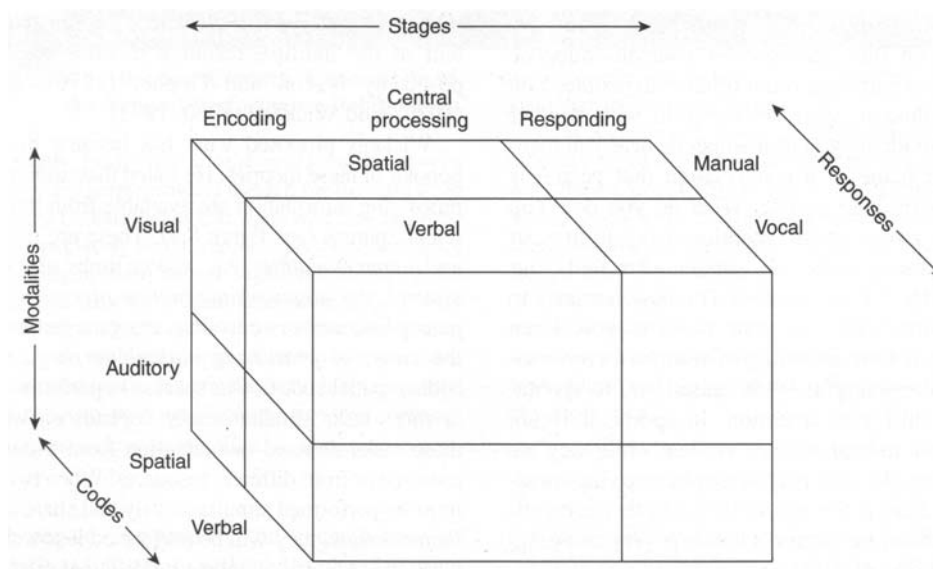 Stages
Central
Encoding processing Responding
Spatial Manual
Responses
Visual Verbal Vocal
Modalities
Auditory
Spatial
Codes
Verbal